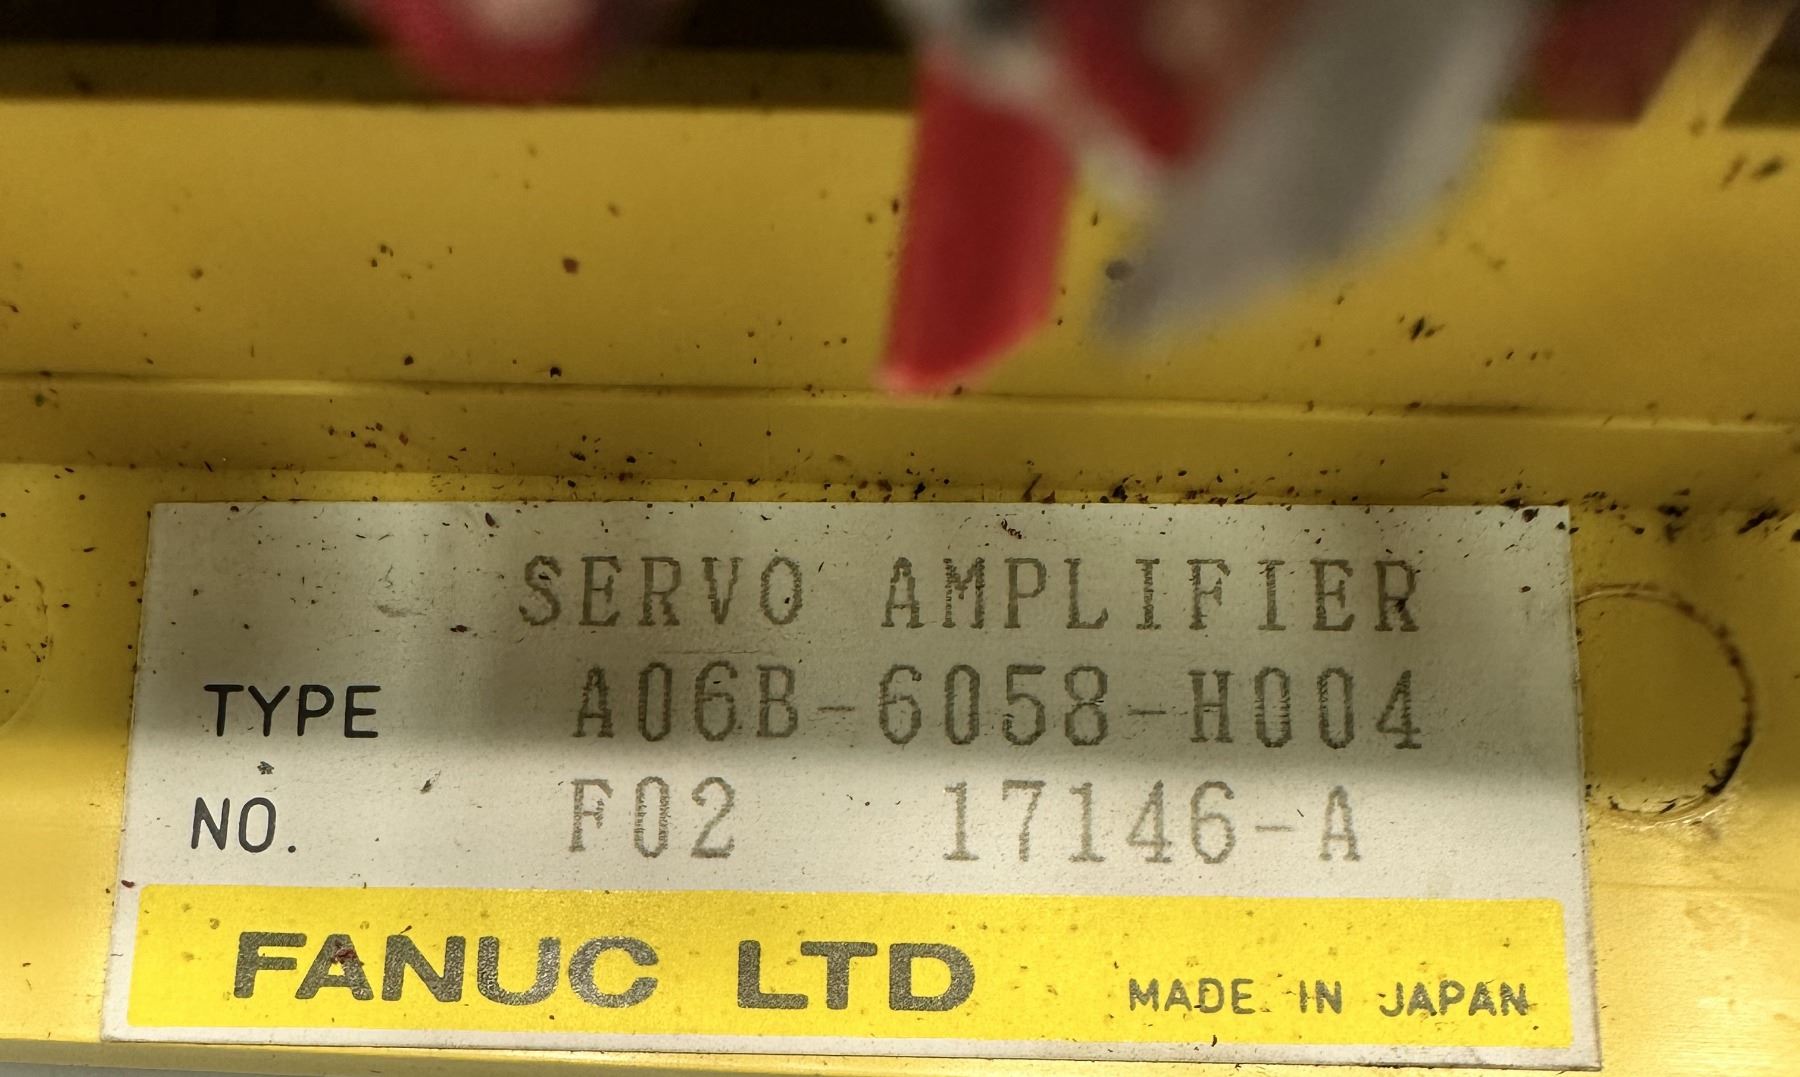 SERVO AMPLIFIER
TYPE A06B-6058-H004
NO. F02 17146-A
FANUC LTD MADE IN JAPAN